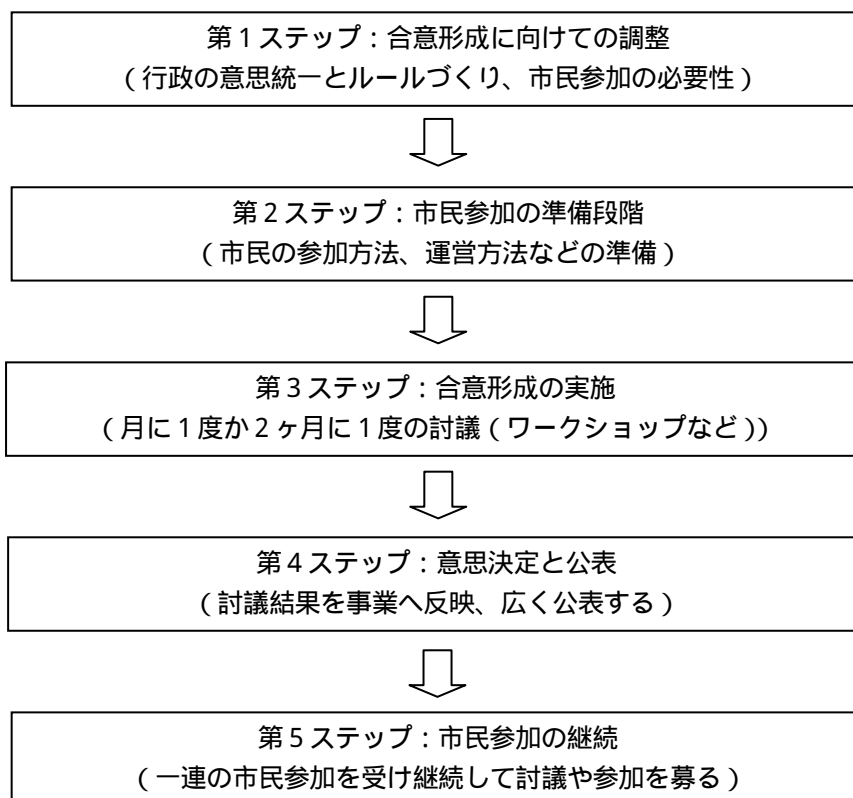 第1ステップ：合意形成に向けての調整
（行政の意思統一とルールづくり、市民参加の必要性）
第2ステップ：市民参加の準備段階
（市民の参加方法、運営方法などの準備）
第3ステップ：合意形成の実施
（月に1度か2ヶ月に1度の討議（ワークショップなど））
第4ステップ：意思決定と公表
（討議結果を事業へ反映、広く公表する）
第5ステップ：市民参加の継続
（一連の市民参加を受け継続して討議や参加を募る）